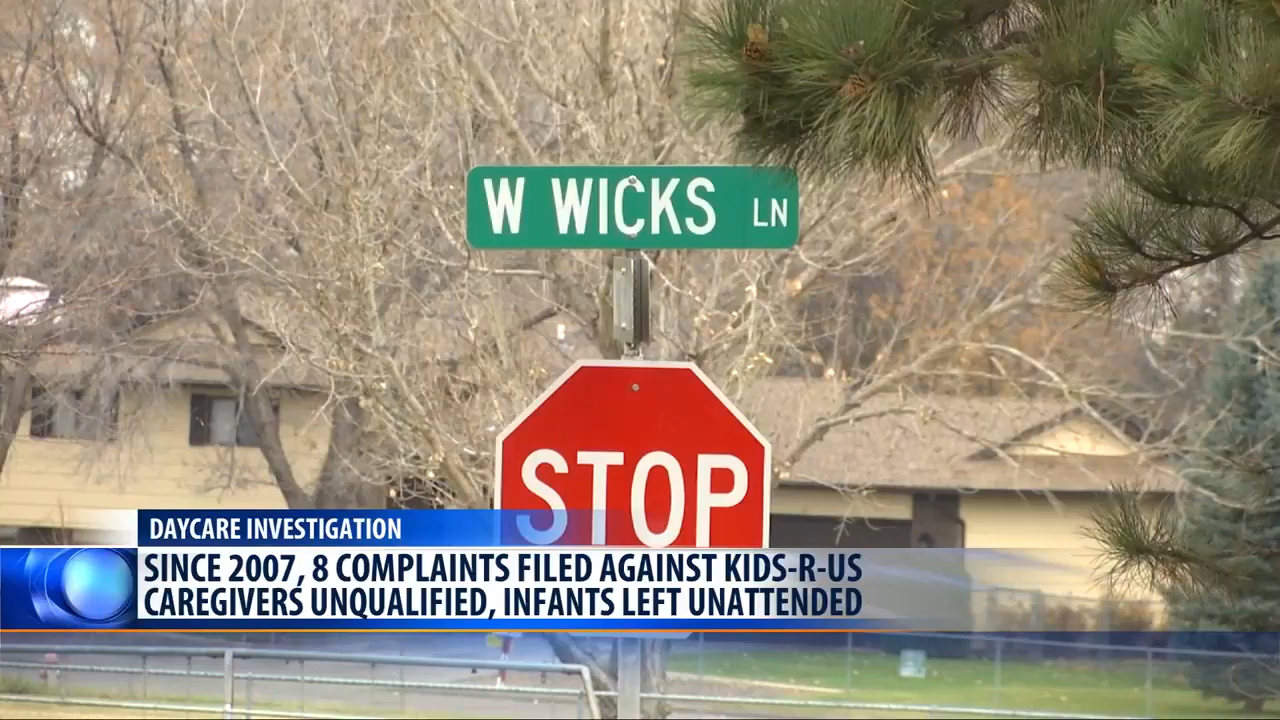 W WICKS LN
STOP
DAYCARE INVESTIGATION
SINCE 2007, 8 COMPLAINTS FILED AGAINST KIDS-R-US
CAREGIVERS UNQUALIFIED, INFANTS LEFT UNATTENDED